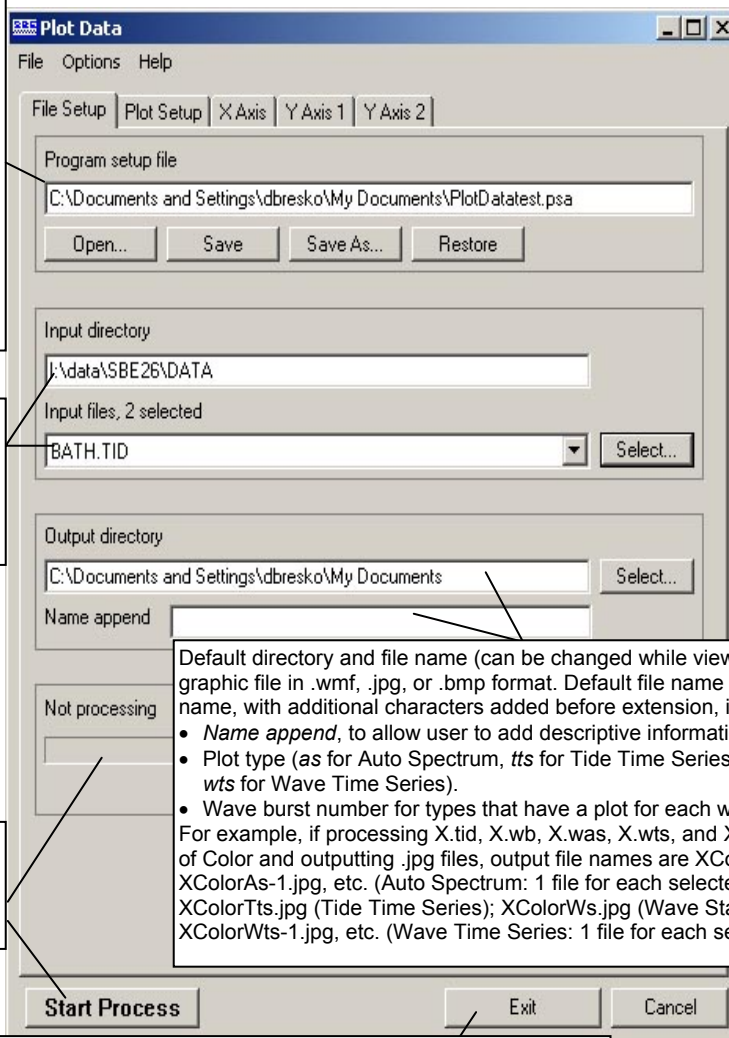 SBE Plot Data
File Options Help
File Setup Plot Setup X Axis Y Axis 1 Y Axis 2
Program setup file
C:\Documents and Settings\dbresko\My Documents\PlotDatatest.psa
Open... Save Save As... Restore
Input directory
I:\data\SBE26\DATA
Input files, 2 selected
BATH.TID Select...
Output directory
C:\Documents and Settings\dbresko\My Documents Select...
Name append
Not processing
Default directory and file name (can be changed while view
graphic file in .wmf, .jpg, or .bmp format. Default file name
name, with additional characters added before extension, i
• Name append, to allow user to add descriptive informati
• Plot type (as for Auto Spectrum, tts for Tide Time Series
wts for Wave Time Series).
• Wave burst number for types that have a plot for each w
For example, if processing X.tid, X.wb, X.was, X.wts, and X
of Color and outputting .jpg files, output file names are XCo
XColorAs-1.jpg, etc. (Auto Spectrum: 1 file for each selecte
XColorTts.jpg (Tide Time Series); XColorWs.jpg (Wave Sta
XColorWts-1.jpg, etc. (Wave Time Series: 1 file for each se
Start Process Exit Cancel